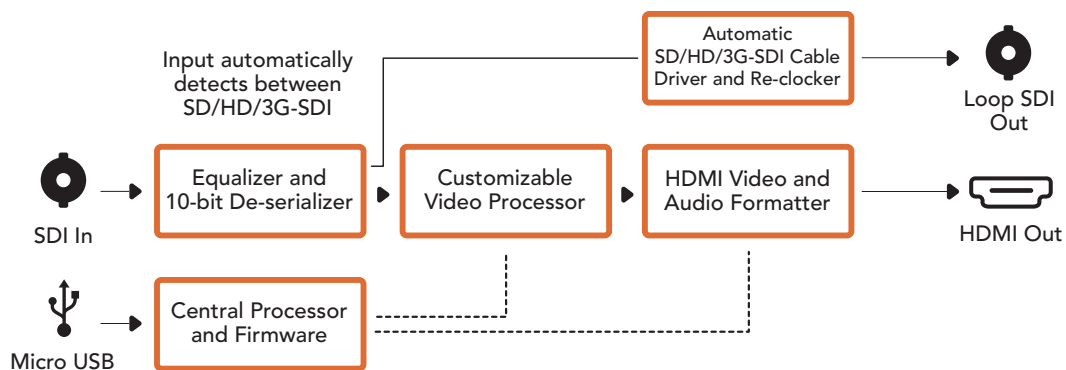 Input automatically
detects between
SD/HD/3G-SDI
Automatic
SD/HD/3G-SDI Cable
Driver and Re-clocker
Loop SDI
Out
SDI In
Equalizer and
10-bit De-serializer
Customizable
Video Processor
HDMI Video and
Audio Formatter
HDMI Out
Micro USB
Central Processor
and Firmware